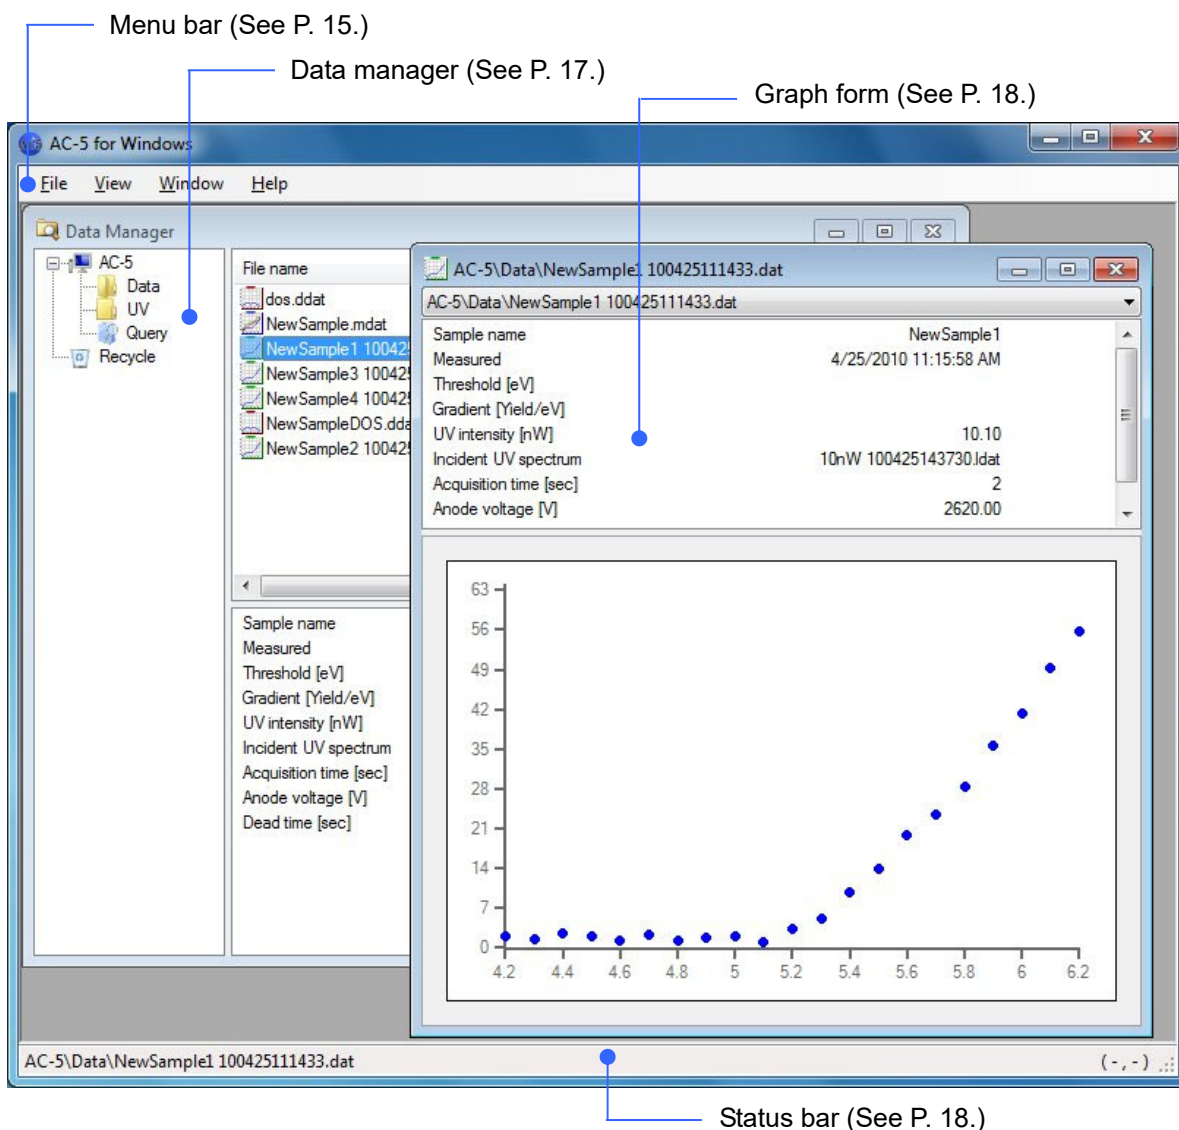 Menu bar (See P. 15.)
Data manager (See P. 17.)
Graph form (See P. 18.)
AC-5 for Windows
File View Window Help
Data Manager
AC-5
Data
UV
Query
Recycle
File name
dos.ddat
NewSample.mdat
NewSample1 10042
NewSample3 10042
NewSample4 10042
NewSampleDOS.dda
NewSample2 10042
Sample name
Measured
Threshold [eV]
Gradient [Yield/eV]
UV intensity [nW]
Incident UV spectrum
Acquisition time [sec]
Anode voltage [V]
Dead time [sec]
AC-5\Data\NewSample1 100425111433.dat
AC-5\Data\NewSample1 100425111433.dat
Sample name NewSample1
Measured 4/25/2010 11:15:58 AM
Threshold [eV]
Gradient [Yield/eV]
UV intensity [nW] 10.10
Incident UV spectrum 10nW 100425143730.ldat
Acquisition time [sec] 2
Anode voltage [V] 2620.00
63
56
49
42
35
28
21
14
7
0
4.2 4.4 4.6 4.8 5 5.2 5.4 5.6 5.8 6 6.2
AC-5\Data\NewSample1 100425111433.dat (-,-)
Status bar (See P. 18.)